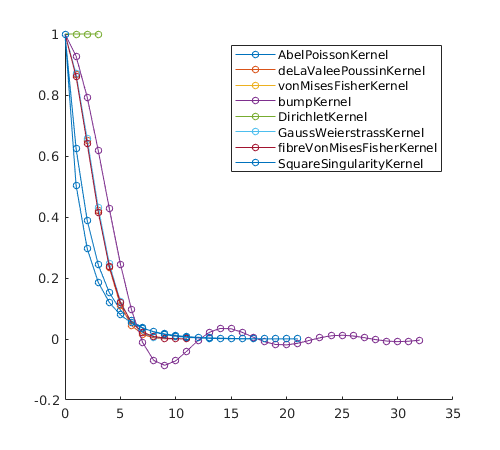 1
0.8
0.6
0.4
0.2
0
-0.2
0 5 10 15 20 25 30 35
AbelPoissonKernel
deLaValeePoussinKernel
vonMisesFisherKernel
bumpKernel
DirichletKernel
GaussWeierstrassKernel
fibreVonMisesFisherKernel
SquareSingularityKernel